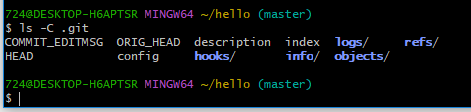 724@DESKTOP-H6APTSR MINGW64 ~/hello (master)
$ ls -C .git
COMMIT_EDITMSG  ORIG_HEAD  description  index  logs/     refs/
HEAD            config     hooks/       info/  objects/
724@DESKTOP-H6APTSR MINGW64 ~/hello (master)
$